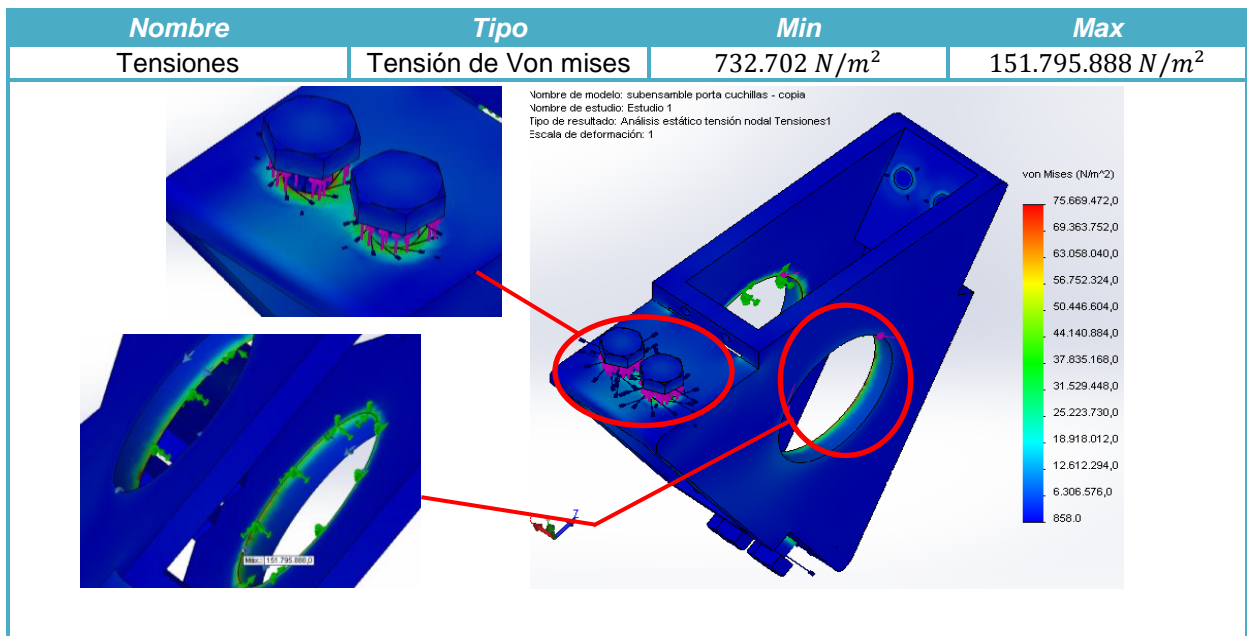 Nombre Tipo Min Max
Tensiones Tensión de Von mises 732.702 N/m² 151.795.888 N/m²
Nombre de modelo: subensamble porta cuchillas - copia
Nombre de estudio: Estudio 1
Tipo de resultado: Análisis estático tensión nodal Tensiones1
Escala de deformación: 1
von Mises (N/m^2)
75.669.472,0
69.363.752,0
63.058.040,0
56.752.324,0
50.446.604,0
44.140.884,0
37.835.168,0
31.529.448,0
25.223.730,0
18.918.012,0
12.612.294,0
6.306.576,0
858.0
Máx.: 151.795.888,0
Z